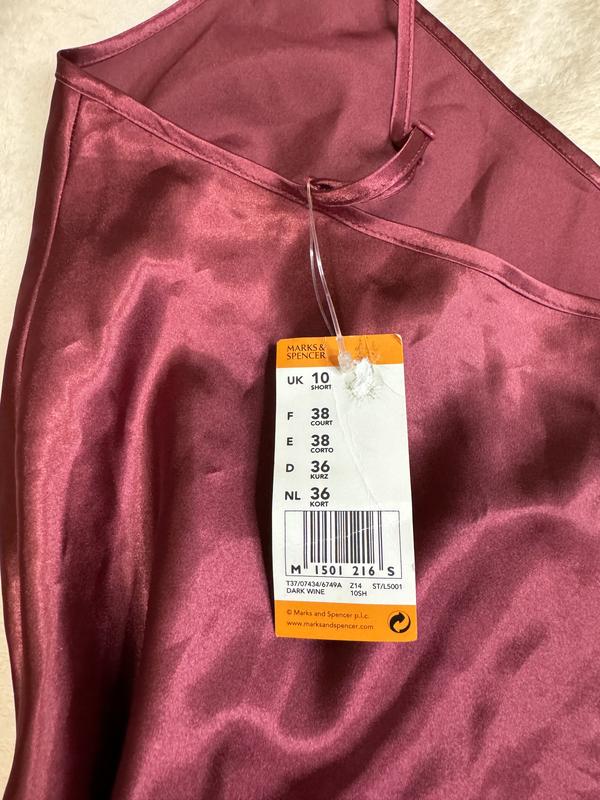 MARKS &
SPENCER
UK 10
SHORT
F 38
COURT
E 38
CORTO
D 36
KURZ
NL 36
KORT
M 1501 216 S
T37/07434/6749A Z14 ST/L5001
DARK WINE 10SH
© Marks and Spencer p.l.c.
www.marksandspencer.com